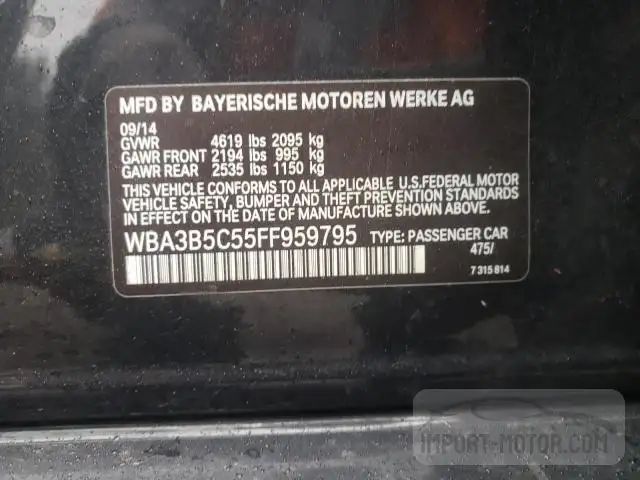 MFD BY BAYERISCHE MOTOREN WERKE AG
09/14
GVWR 4619 lbs 2095 kg
GAWR FRONT 2194 lbs 995 kg
GAWR REAR 2535 lbs 1150 kg
THIS VEHICLE CONFORMS TO ALL APPLICABLE U.S.FEDERAL MOTOR
VEHICLE SAFETY, BUMPER AND THEFT PREVENTION STANDARDS
IN EFFECT ON THE DATE OF MANUFACTURE SHOWN ABOVE.
WBA3B5C55FF959795 TYPE: PASSENGER CAR
475/
7 315 814
IMPORT-MOTOR.COM